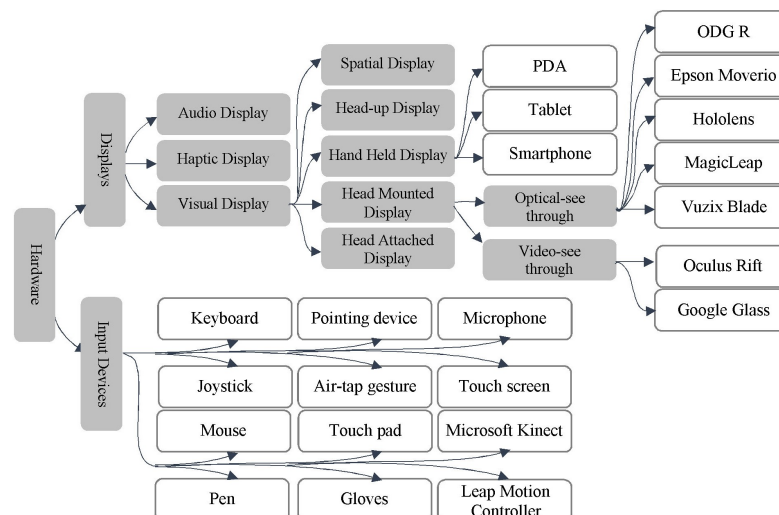 Hardware
Displays
Input Devices
Audio Display
Haptic Display
Visual Display
Spatial Display
Head-up Display
Hand Held Display
Head Mounted
Display
Head Attached
Display
PDA
Tablet
Smartphone
Optical-see
through
Video-see
through
ODG R
Epson Moverio
Hololens
MagicLeap
Vuzix Blade
Oculus Rift
Google Glass
Keyboard
Pointing device
Microphone
Joystick
Air-tap gesture
Touch screen
Mouse
Touch pad
Microsoft Kinect
Pen
Gloves
Leap Motion
Controller